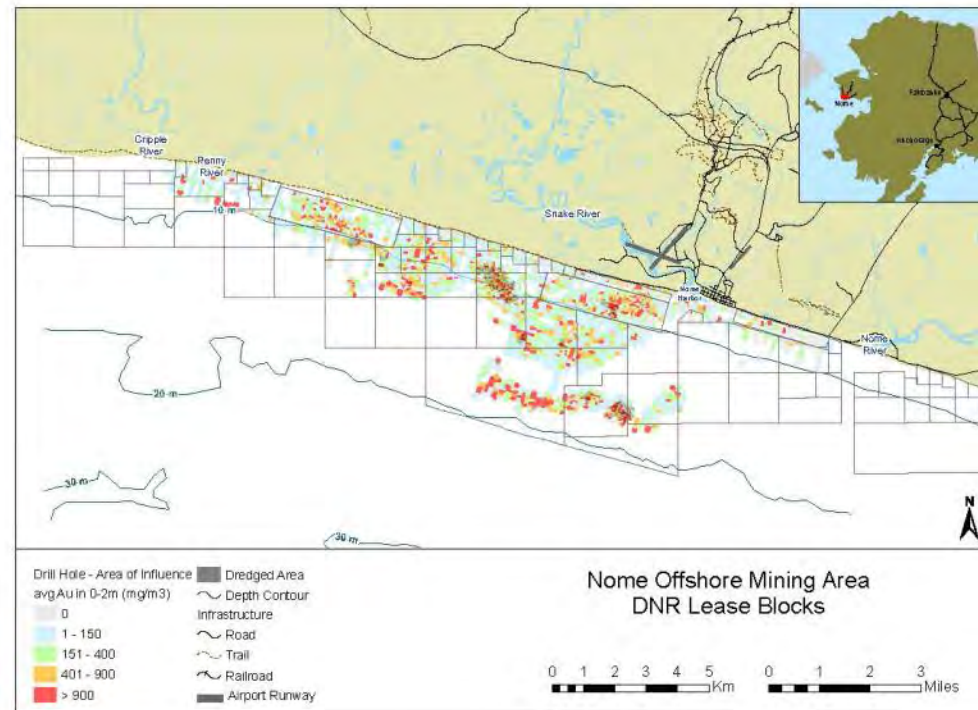 Nome
Fairbanks
Anchorage
Cripple
River
Penny
River
10 m
Snake River
Nome
Harbor
Nome
River
20 m
30 m
30 m
N
Drill Hole - Area of Influence
avg Au in 0-2m (mg/m3)
0
1 - 150
151 - 400
401 - 900
> 900
Dredged Area
Depth Contour
Infrastructure
Road
Trail
Railroad
Airport Runway
Nome Offshore Mining Area
DNR Lease Blocks
0 1 2 3 4 5
Km
0 1 2 3
Miles